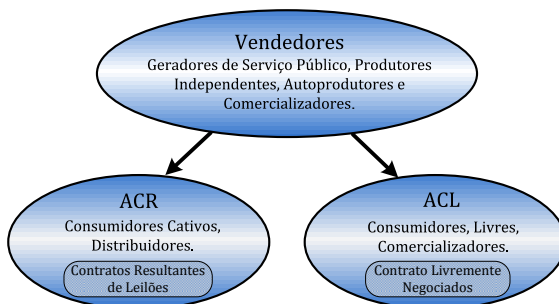 Vendedores
Geradores de Serviço Público, Produtores
Independentes, Autoprodutores e
Comercializadores.
ACR
Consumidores Cativos,
Distribuidores.
Contratos Resultantes
de Leilões
ACL
Consumidores, Livres,
Comercializadores.
Contrato Livremente
Negociados